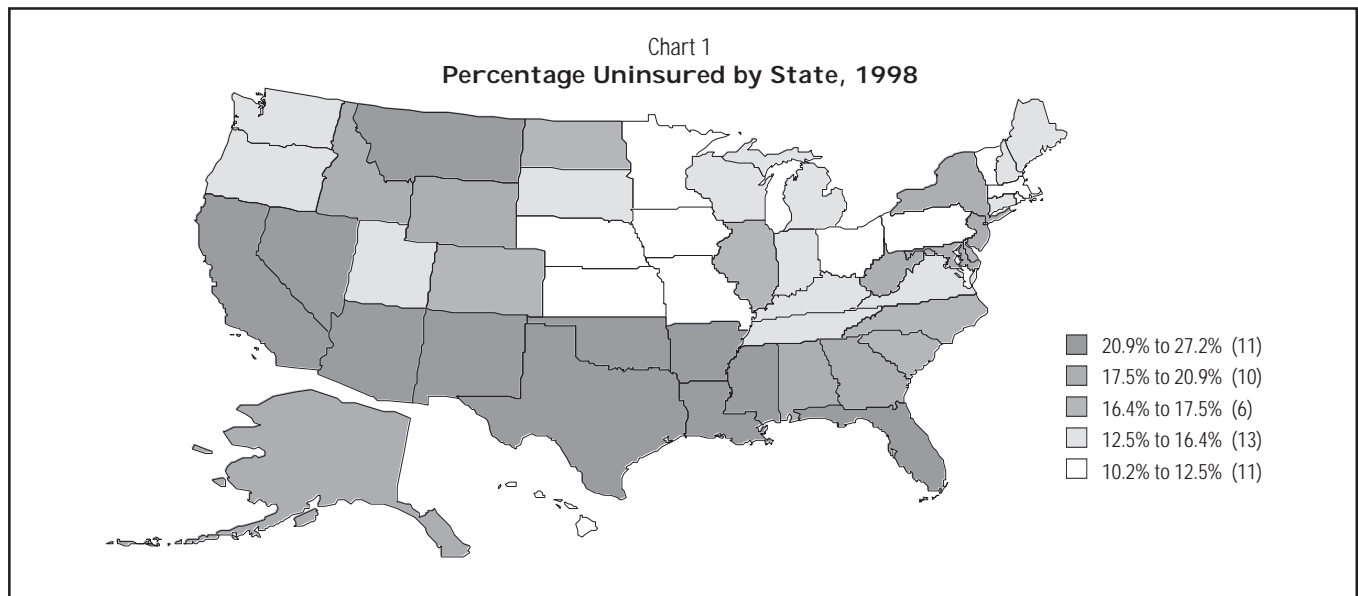 Chart 1
Percentage Uninsured by State, 1998
20.9% to 27.2% (11)
17.5% to 20.9% (10)
16.4% to 17.5% (6)
12.5% to 16.4% (13)
10.2% to 12.5% (11)